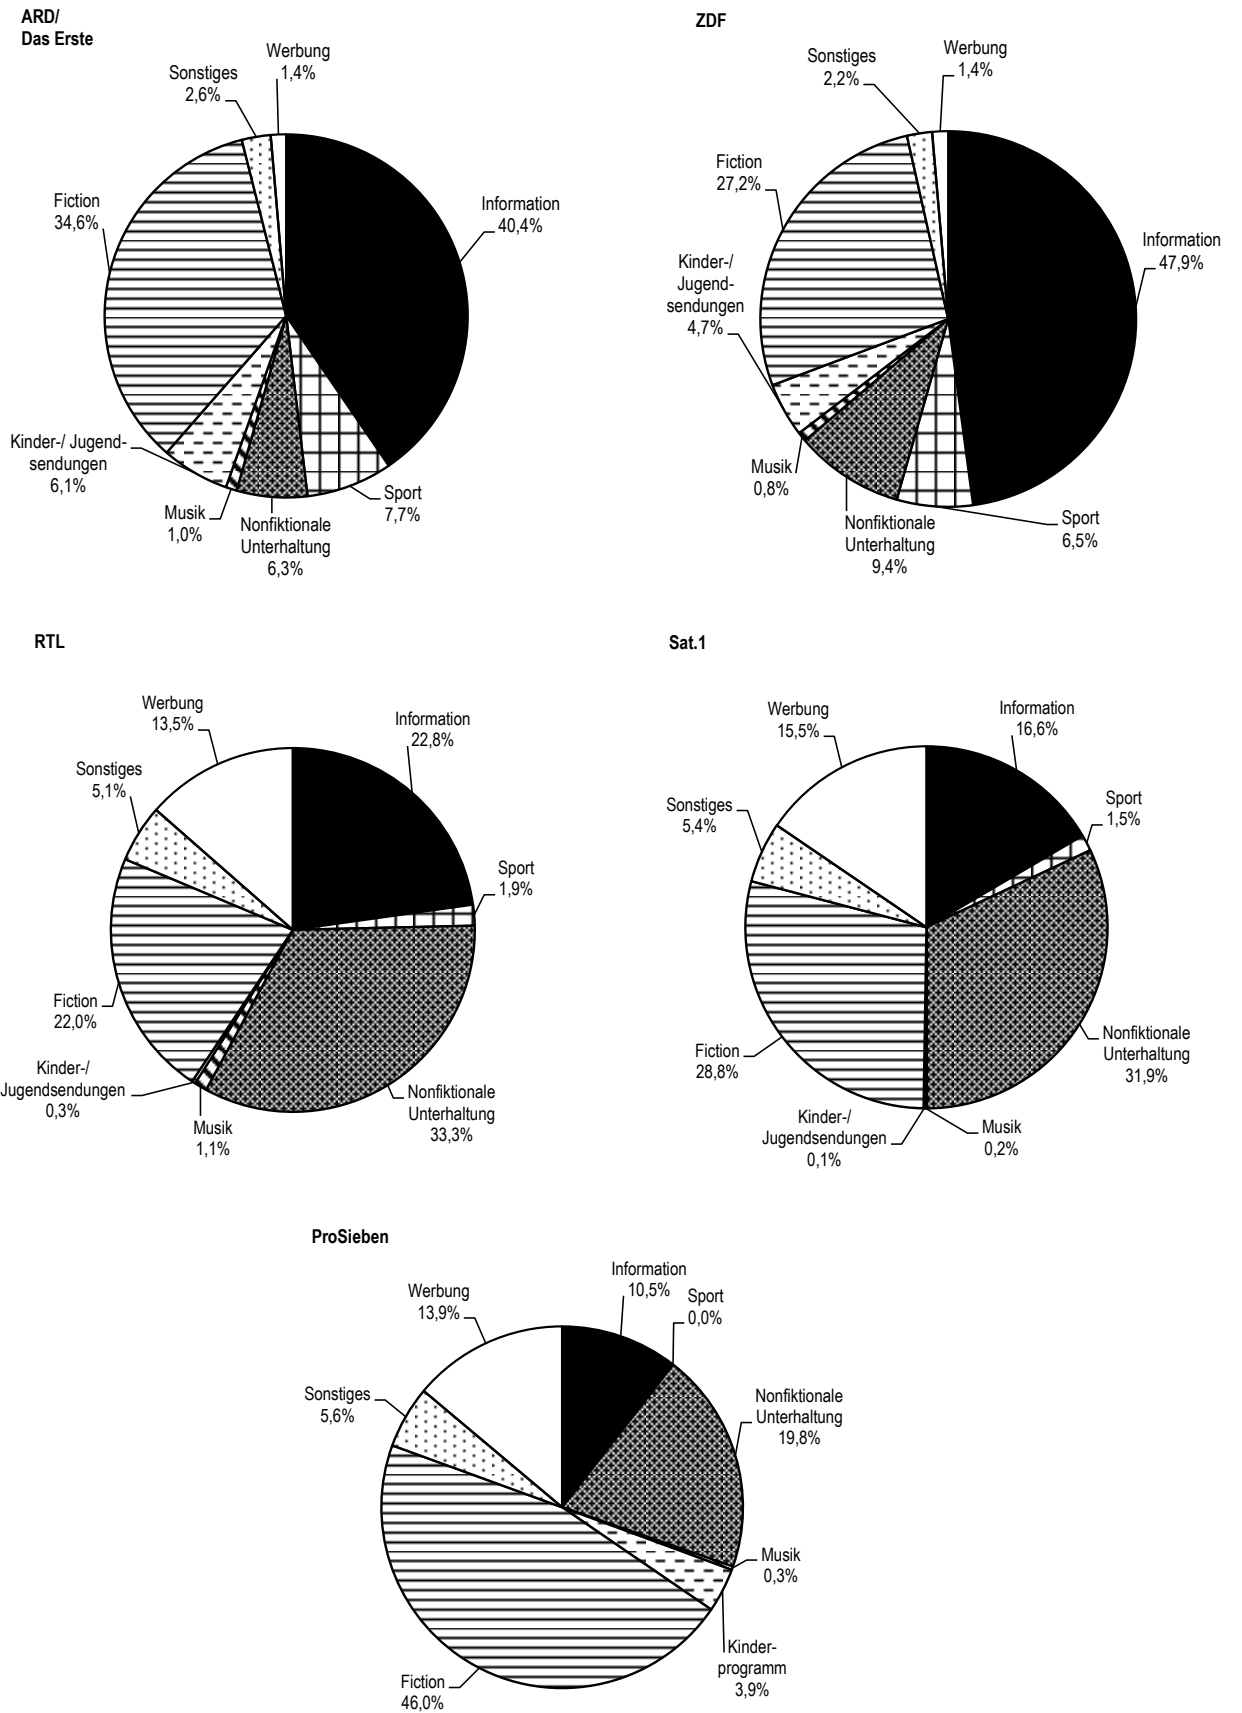 ARD/
Das Erste
Werbung
1,4%
Sonstiges
2,6%
Information
40,4%
Fiction
34,6%
Kinder-/ Jugend-
sendungen
6,1%
Musik
1,0%
Nonfiktionale
Unterhaltung
6,3%
Sport
7,7%
ZDF
Werbung
1,4%
Sonstiges
2,2%
Fiction
27,2%
Information
47,9%
Kinder-/
Jugend-
sendungen
4,7%
Musik
0,8%
Nonfiktionale
Unterhaltung
9,4%
Sport
6,5%
RTL
Werbung
13,5%
Information
22,8%
Sonstiges
5,1%
Sport
1,9%
Fiction
22,0%
Kinder-/
Jugendsendungen
0,3%
Musik
1,1%
Nonfiktionale
Unterhaltung
33,3%
Sat.1
Werbung
15,5%
Information
16,6%
Sonstiges
5,4%
Sport
1,5%
Fiction
28,8%
Nonfiktionale
Unterhaltung
31,9%
Kinder-/
Jugendsendungen
0,1%
Musik
0,2%
ProSieben
Werbung
13,9%
Information
10,5%
Sport
0,0%
Sonstiges
5,6%
Nonfiktionale
Unterhaltung
19,8%
Musik
0,3%
Kinder-
programm
3,9%
Fiction
46,0%